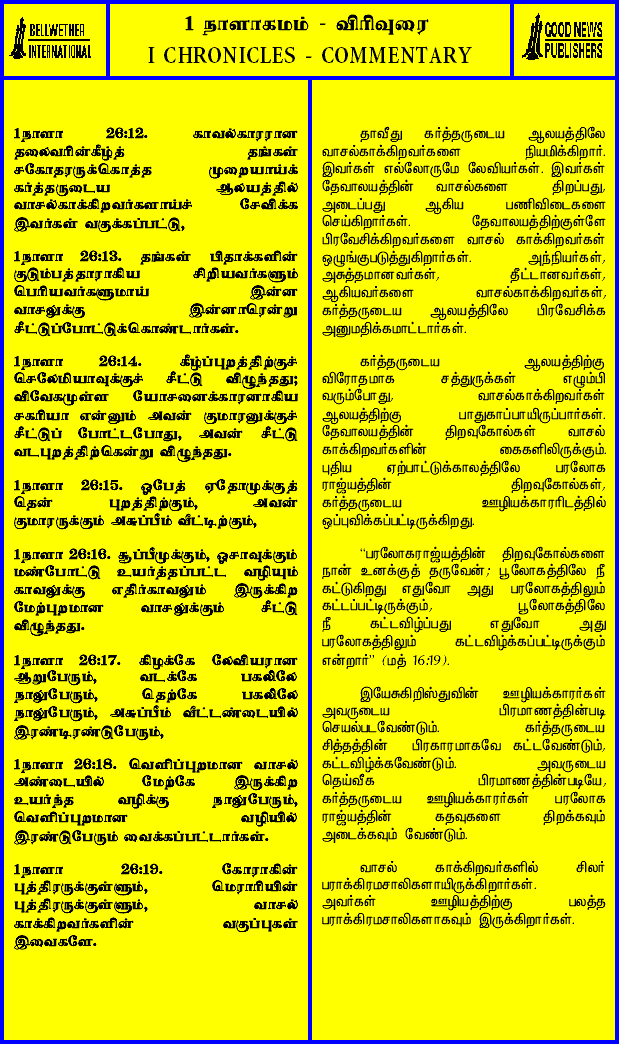 BELLWETHER
INTERNATIONAL
1 நாளாகமம் - விரிவுரை
I CHRONICLES - COMMENTARY
GOOD NEWS
PUBLISHERS
1நாளா 26:12. காவல்காரரான
தலைவரின்கீழ்த் தங்கள்
சகோதரருக்கொத்த முறையாய்க்
கர்த்தருடைய ஆலயத்தில்
வாசல்காக்கிறவர்களாய்ச் சேவிக்க
இவர்கள் வகுக்கப்பட்டு,
1நாளா 26:13. தங்கள் பிதாக்களின்
குடும்பத்தாராகிய சிறியவர்களும்
பெரியவர்களுமாய் இன்ன
வாசலுக்கு இன்னாரென்று
சீட்டுப்போட்டுக்கொண்டார்கள்.
1நாளா 26:14. கீழ்ப்புறத்திற்குச்
செலேமியாவுக்குச் சீட்டு விழுந்தது;
விவேகமுள்ள யோசனைக்காரனாகிய
சகரியா என்னும் அவன் குமாரனுக்குச்
சீட்டுப் போட்டபோது, அவன் சீட்டு
வடபுறத்திற்கென்று விழுந்தது.
1நாளா 26:15. ஓபேத் ஏதோமுக்குத்
தென் புறத்திற்கும், அவன்
குமாரருக்கும் அசுப்பீம் வீட்டிற்கும்,
1நாளா 26:16. சூப்பீமுக்கும், ஓசாவுக்கும்
மண்போட்டு உயர்த்தப்பட்ட வழியும்
காவலுக்கு எதிர்காவலும் இருக்கிற
மேற்புறமான வாசலுக்கும் சீட்டு
விழுந்தது.
1நாளா 26:17. கிழக்கே லேவியரான
ஆறுபேரும், வடக்கே பகலிலே
நாலுபேரும், தெற்கே பகலிலே
நாலுபேரும், அசுப்பீம் வீட்டண்டையில்
இரண்டிரண்டுபேரும்,
1நாளா 26:18. வெளிப்புறமான வாசல்
அண்டையில் மேற்கே இருக்கிற
உயர்ந்த வழிக்கு நாலுபேரும்,
வெளிப்புறமான வழியில்
இரண்டுபேரும் வைக்கப்பட்டார்கள்.
1நாளா 26:19. கோராகின்
புத்திரருக்குள்ளும், மெராரியின்
புத்திரருக்குள்ளும், வாசல்
காக்கிறவர்களின் வகுப்புகள்
இவைகளே.
தாவீது கர்த்தருடைய ஆலயத்திலே
வாசல்காக்கிறவர்களை நியமிக்கிறார்.
இவர்கள் எல்லோருமே லேவியர்கள். இவர்கள்
தேவாலயத்தின் வாசல்களை திறப்பது,
அடைப்பது ஆகிய பணிவிடைகளை
செய்கிறார்கள். தேவாலயத்திற்குள்ளே
பிரவேசிக்கிறவர்களை வாசல் காக்கிறவர்கள்
ஒழுங்குபடுத்துகிறார்கள். அந்நியர்கள்,
அசுத்தமானவர்கள், தீட்டானவர்கள்,
ஆகியவர்களை வாசல்காக்கிறவர்கள்,
கர்த்தருடைய ஆலயத்திலே பிரவேசிக்க
அனுமதிக்கமாட்டார்கள்.
கர்த்தருடைய ஆலயத்திற்கு
விரோதமாக சத்துருக்கள் எழும்பி
வரும்போது, வாசல்காக்கிறவர்கள்
ஆலயத்திற்கு பாதுகாப்பாயிருப்பார்கள்.
தேவாலயத்தின் திறவுகோல்கள் வாசல்
காக்கிறவர்களின் கைகளிலிருக்கும்.
புதிய ஏற்பாட்டுக்காலத்திலே பரலோக
ராஜ்யத்தின் திறவுகோல்கள்,
கர்த்தருடைய ஊழியக்காரரிடத்தில்
ஒப்புவிக்கப்பட்டிருக்கிறது.
“பரலோகராஜ்யத்தின் திறவுகோல்களை
நான் உனக்குத் தருவேன்; பூலோகத்திலே நீ
கட்டுகிறது எதுவோ அது பரலோகத்திலும்
கட்டப்பட்டிருக்கும், பூலோகத்திலே
நீ கட்டவிழ்ப்பது எதுவோ அது
பரலோகத்திலும் கட்டவிழ்க்கப்பட்டிருக்கும்
என்றார்” (மத் 16:19).
இயேசுகிறிஸ்துவின் ஊழியக்காரர்கள்
அவருடைய பிரமாணத்தின்படி
செயல்படவேண்டும். கர்த்தருடைய
சித்தத்தின் பிரகாரமாகவே கட்டவேண்டும்,
கட்டவிழ்க்கவேண்டும். அவருடைய
தெய்வீக பிரமாணத்தின்படியே,
கர்த்தருடைய ஊழியக்காரர்கள் பரலோக
ராஜ்யத்தின் கதவுகளை திறக்கவும்
அடைக்கவும் வேண்டும்.
வாசல் காக்கிறவர்களில் சிலர்
பராக்கிரமசாலிகளாயிருக்கிறார்கள்.
அவர்கள் ஊழியத்திற்கு பலத்த
பராக்கிரமசாலிகளாகவும் இருக்கிறார்கள்.